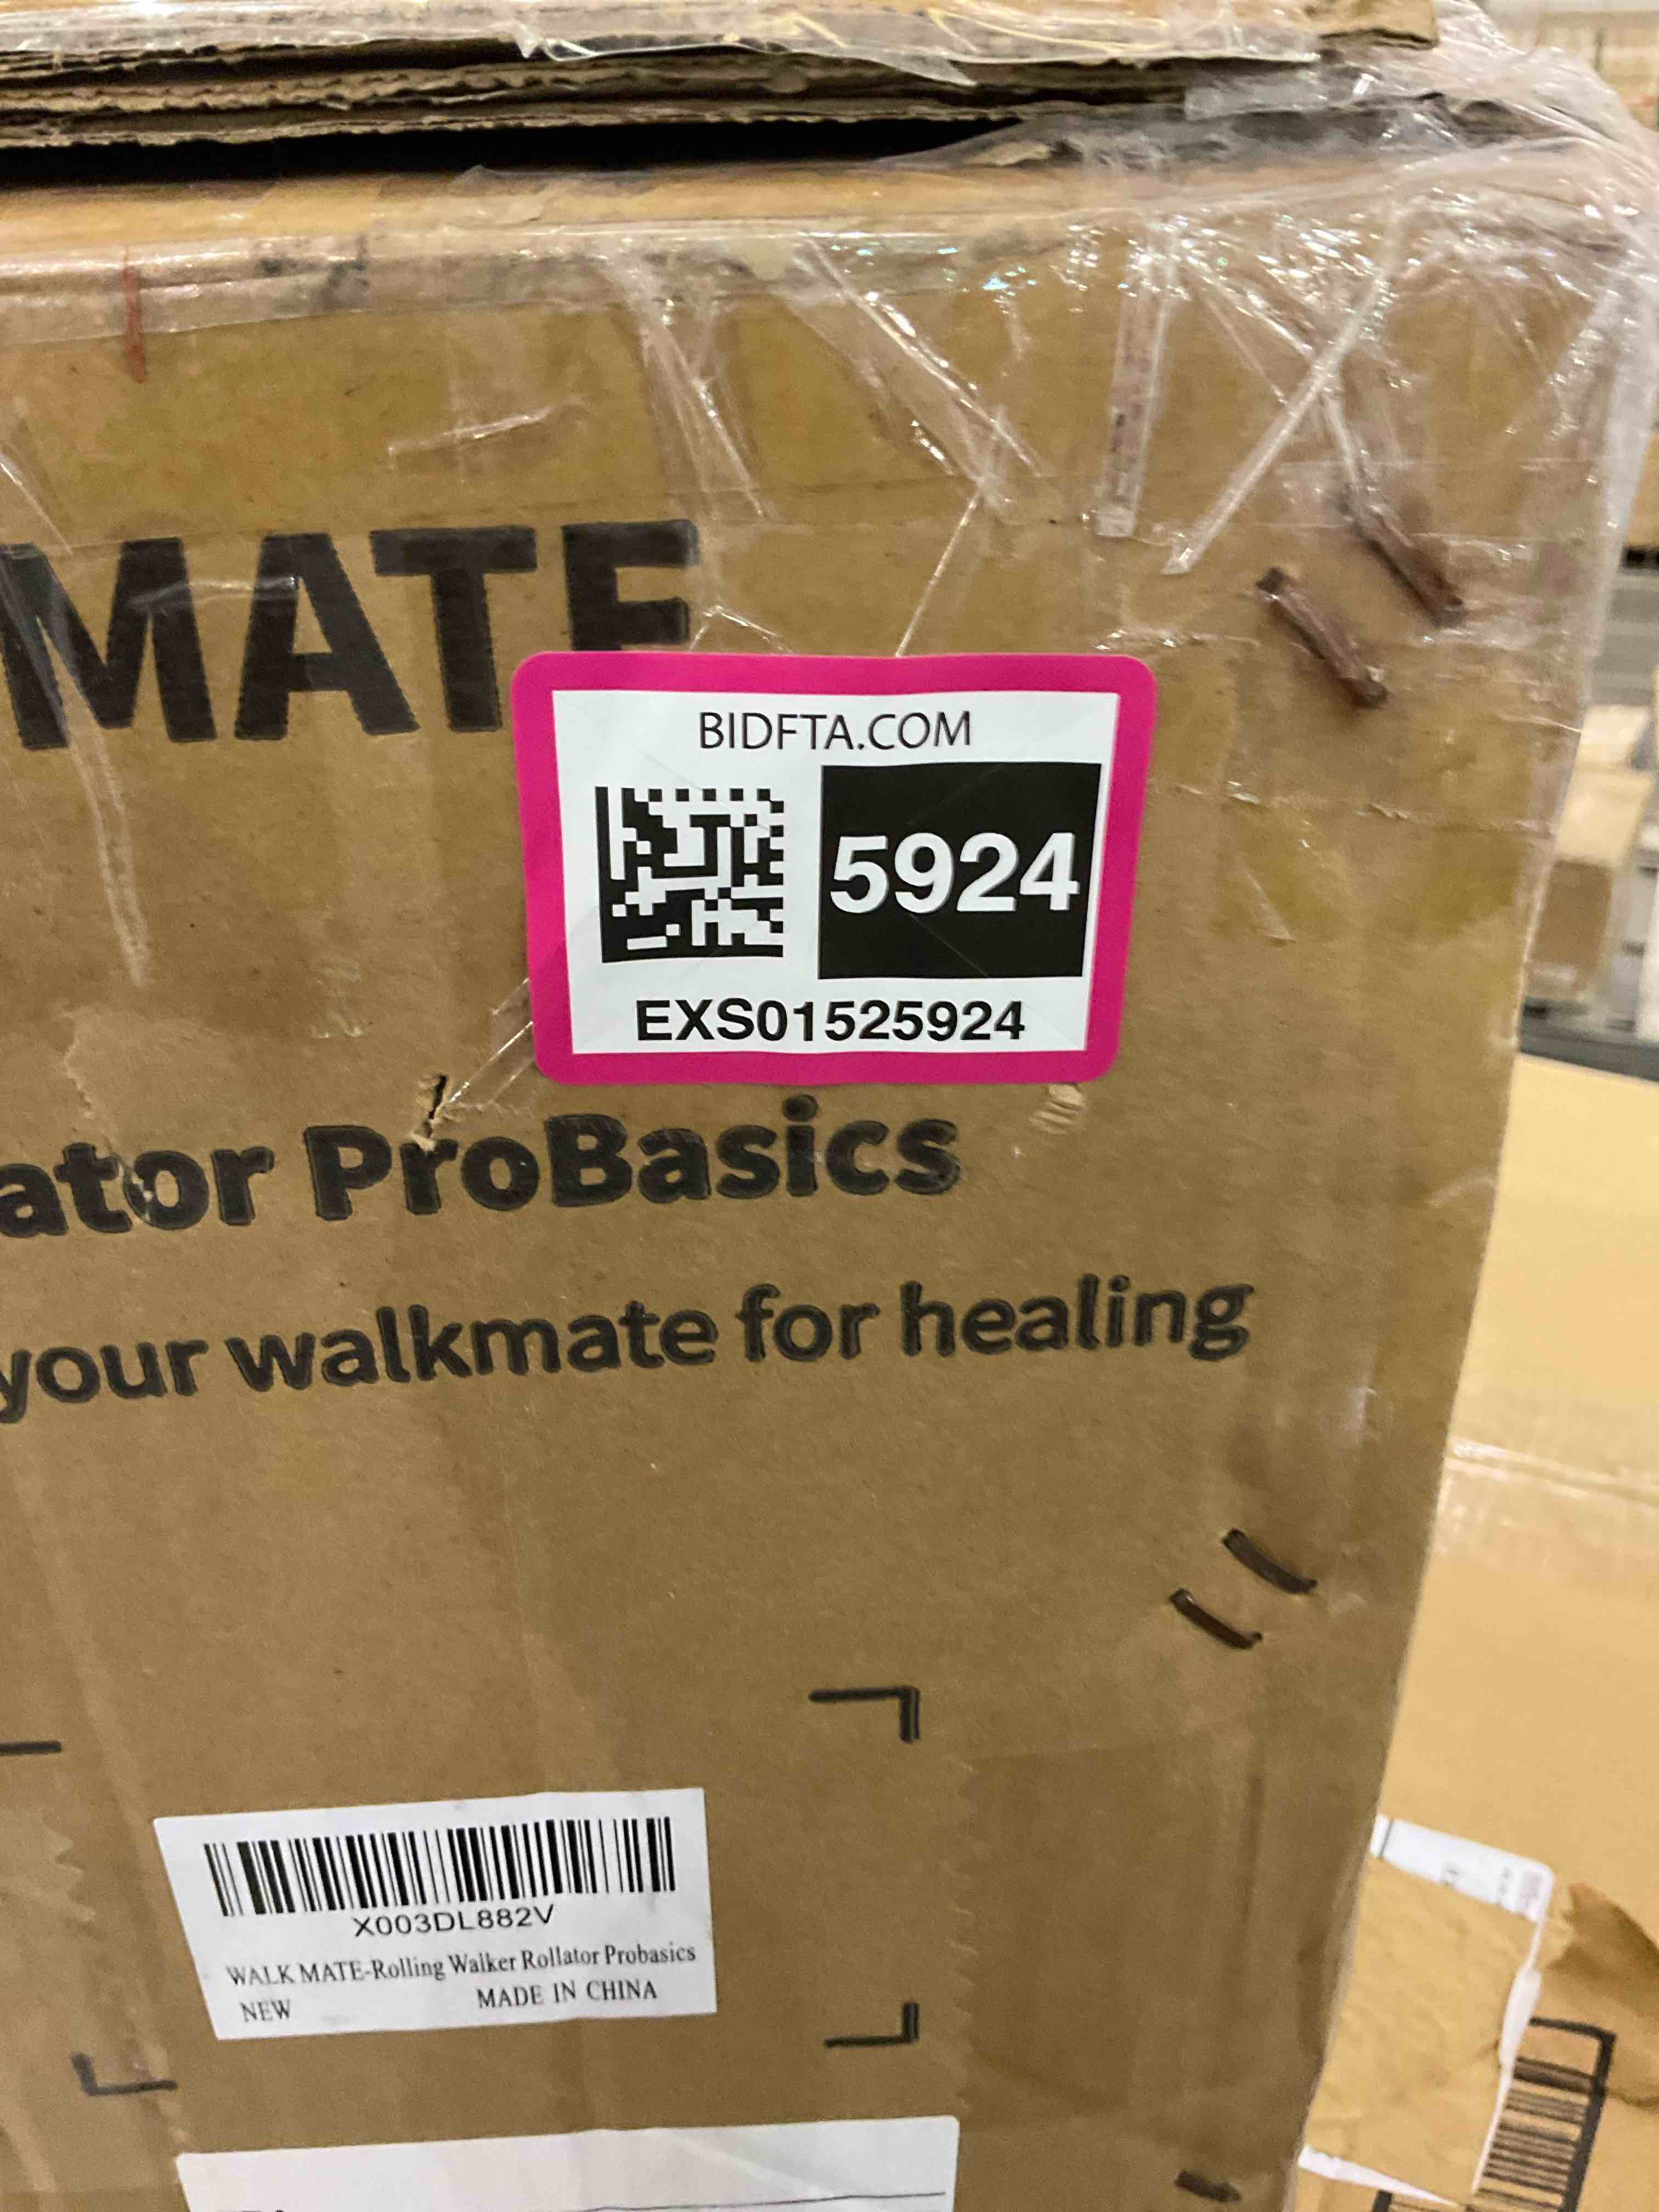 MATE
BIDFTA.COM
5924
EXS01525924
ator ProBasics
your walkmate for healing
X003DL882V
WALK MATE-Rolling Walker Rollator Probasics
NEW MADE IN CHINA